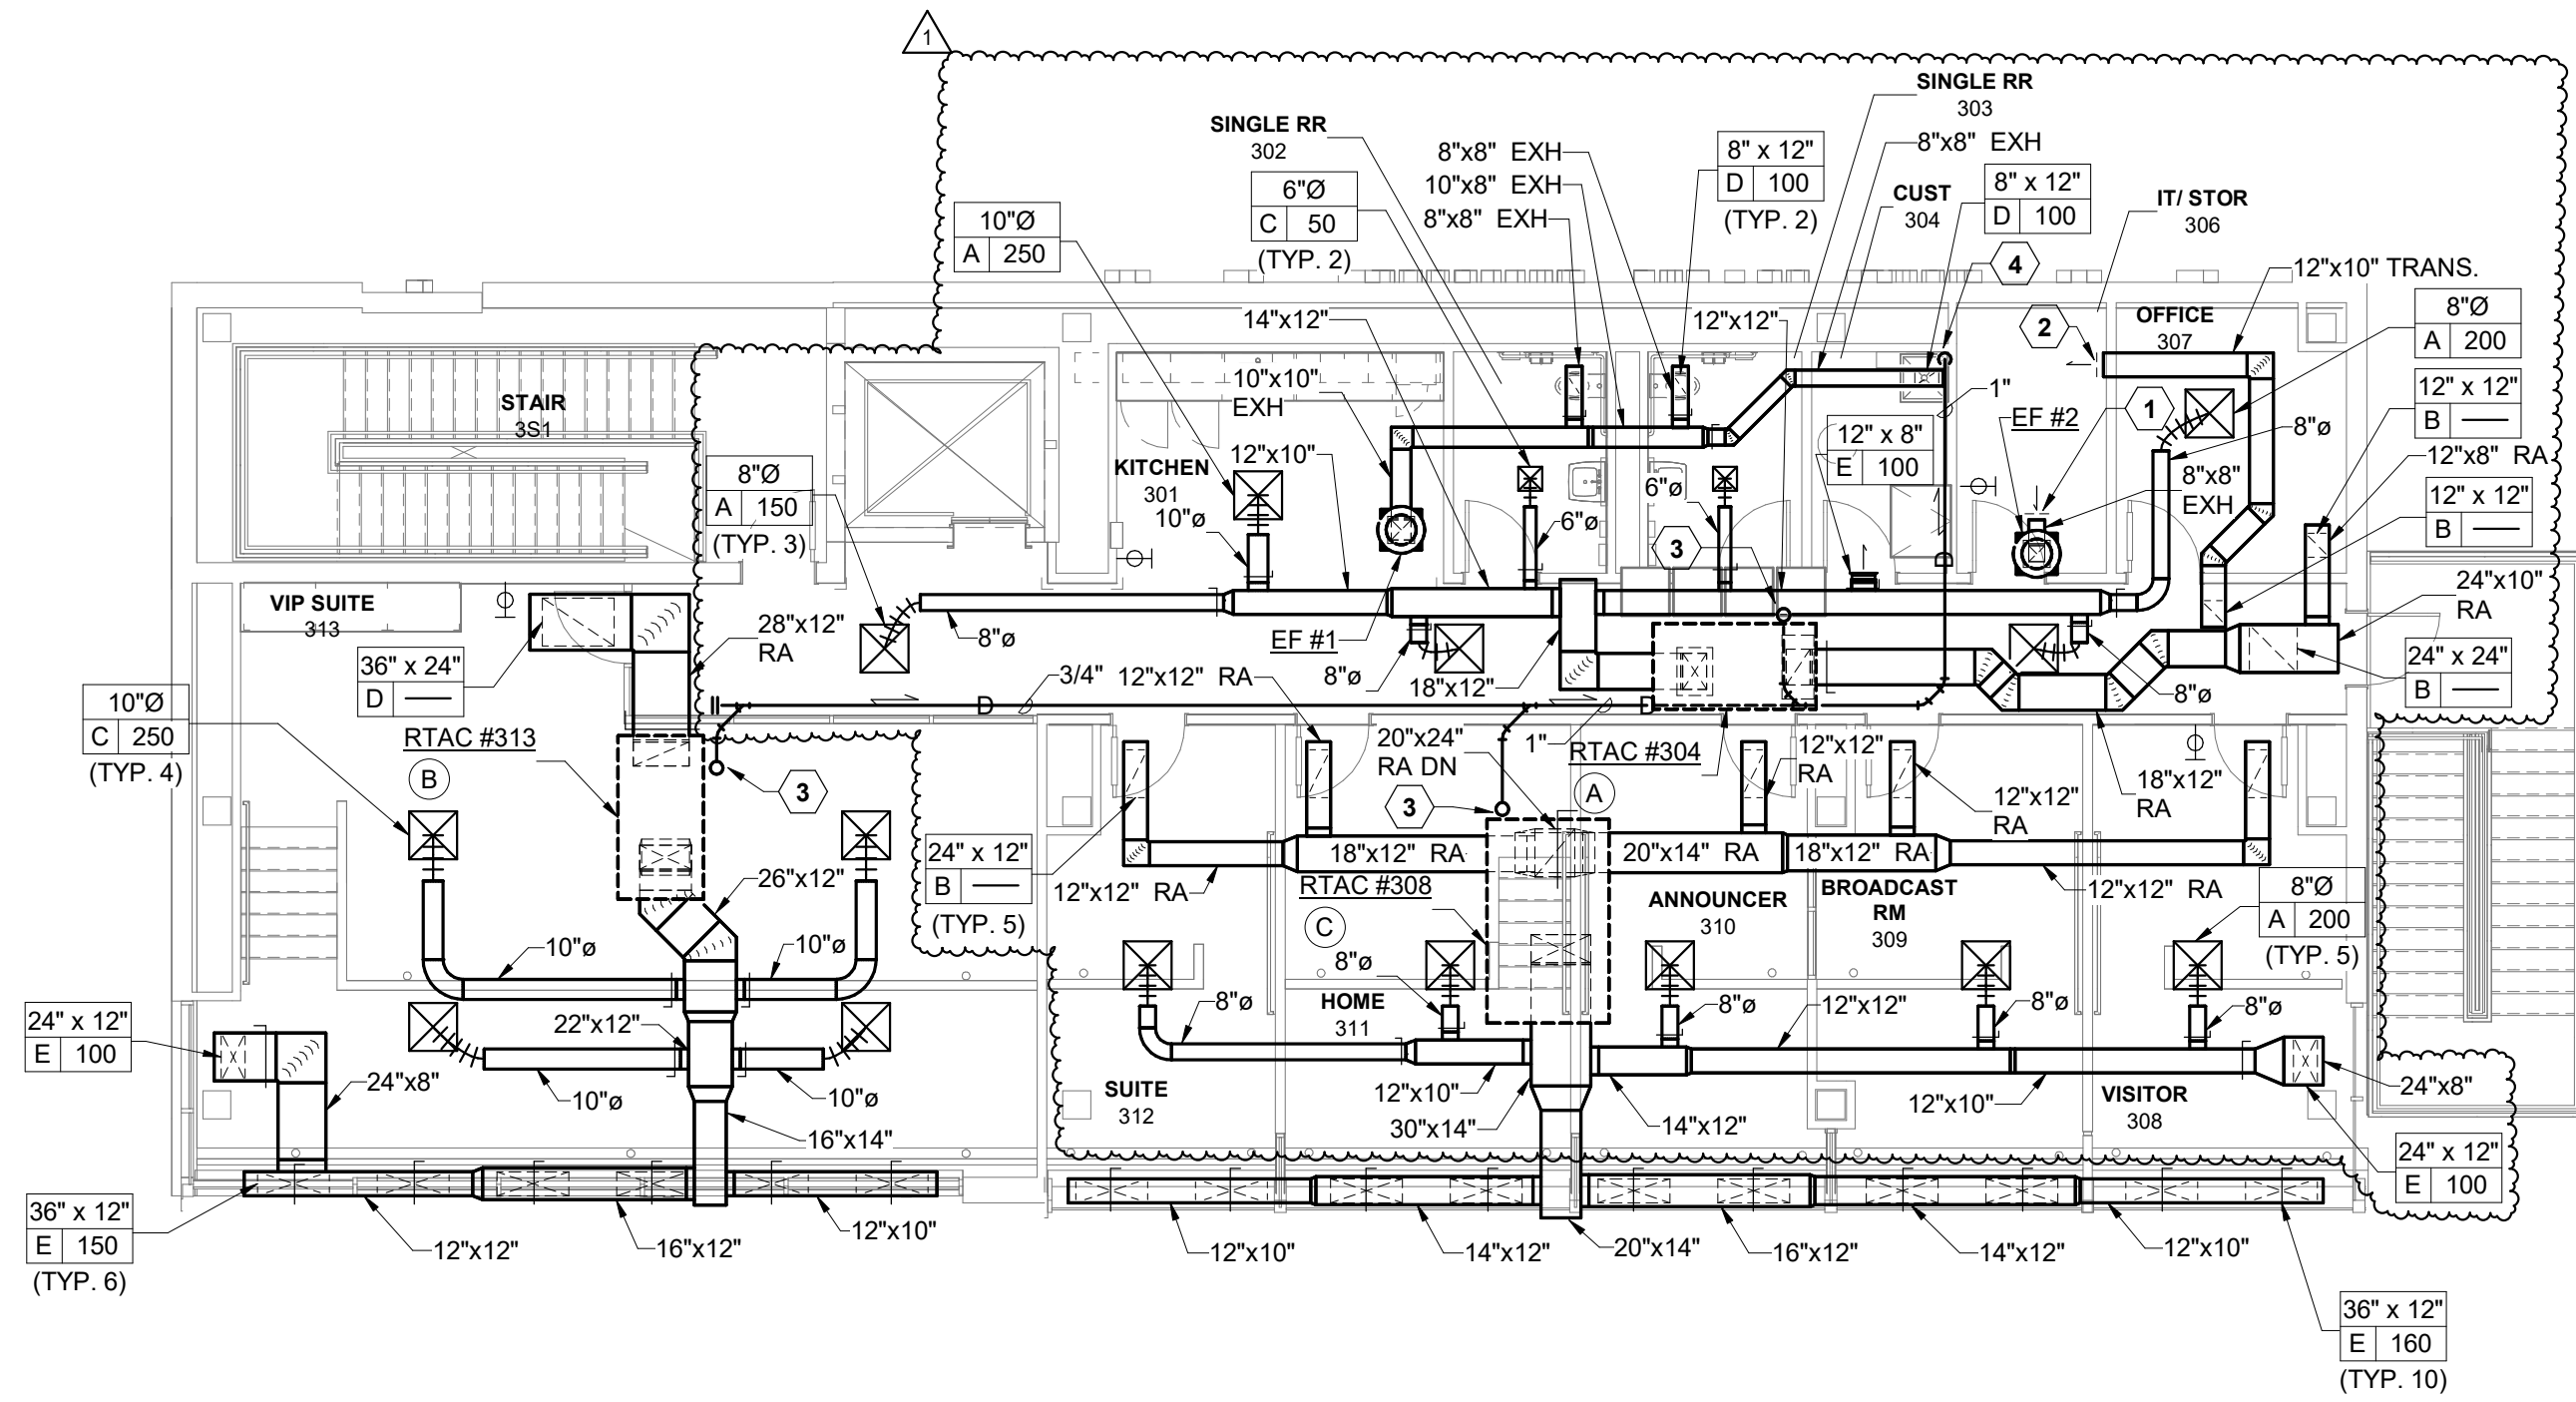 1
SINGLE RR
303
SINGLE RR
302
8"x8" EXH
10"x8" EXH
8"x8" EXH
8" x 12"
D 100
(TYP. 2)
8"x8" EXH
CUST
304
8" x 12"
D 100
IT/ STOR
306
6"Ø
C 50
(TYP. 2)
10"Ø
A 250
4
12"x10" TRANS.
14"x12"
12"x12"
2
OFFICE
307
8"Ø
A 200
10"x10"
EXH
1"
1
12" x 12"
B —
STAIR
3S1
EF #2
8"ø
12" x 8"
E 100
12"x8" RA
KITCHEN
301
10"ø
12"x10"
8"Ø
A 150
(TYP. 3)
6"ø
6"ø
8"x8"
EXH
12" x 12"
B —
3
D
24"x10"
RA
VIP SUITE
313
28"x12"
RA
8"ø
EF #1
8"ø
18"x12"
24" x 24"
B —
8"ø
36" x 24"
D —
3/4"
12"x12" RA
D
D
10"Ø
C 250
(TYP. 4)
RTAC #313
B
3
20"x24"
RA DN
1"
RTAC #304
12"x12"
RA
18"x12"
RA
3
A
12"x12"
RA
24" x 12"
B —
(TYP. 5)
18"x12" RA
20"x14" RA
18"x12" RA
26"x12"
12"x12" RA
RTAC #308
C
ANNOUNCER
310
BROADCAST
RM
309
12"x12" RA
8"Ø
A 200
(TYP. 5)
10"ø
10"ø
8"ø
8"ø
HOME
311
8"ø
12"x12"
8"ø
8"ø
24" x 12"
E 100
22"x12"
24"x8"
10"ø
10"ø
SUITE
312
12"x10"
30"x14"
14"x12"
12"x10"
VISITOR
308
24"x8"
16"x14"
24" x 12"
E 100
36" x 12"
E 150
(TYP. 6)
12"x12"
16"x12"
12"x10"
12"x10"
14"x12"
20"x14"
16"x12"
14"x12"
12"x10"
36" x 12"
E 160
(TYP. 10)